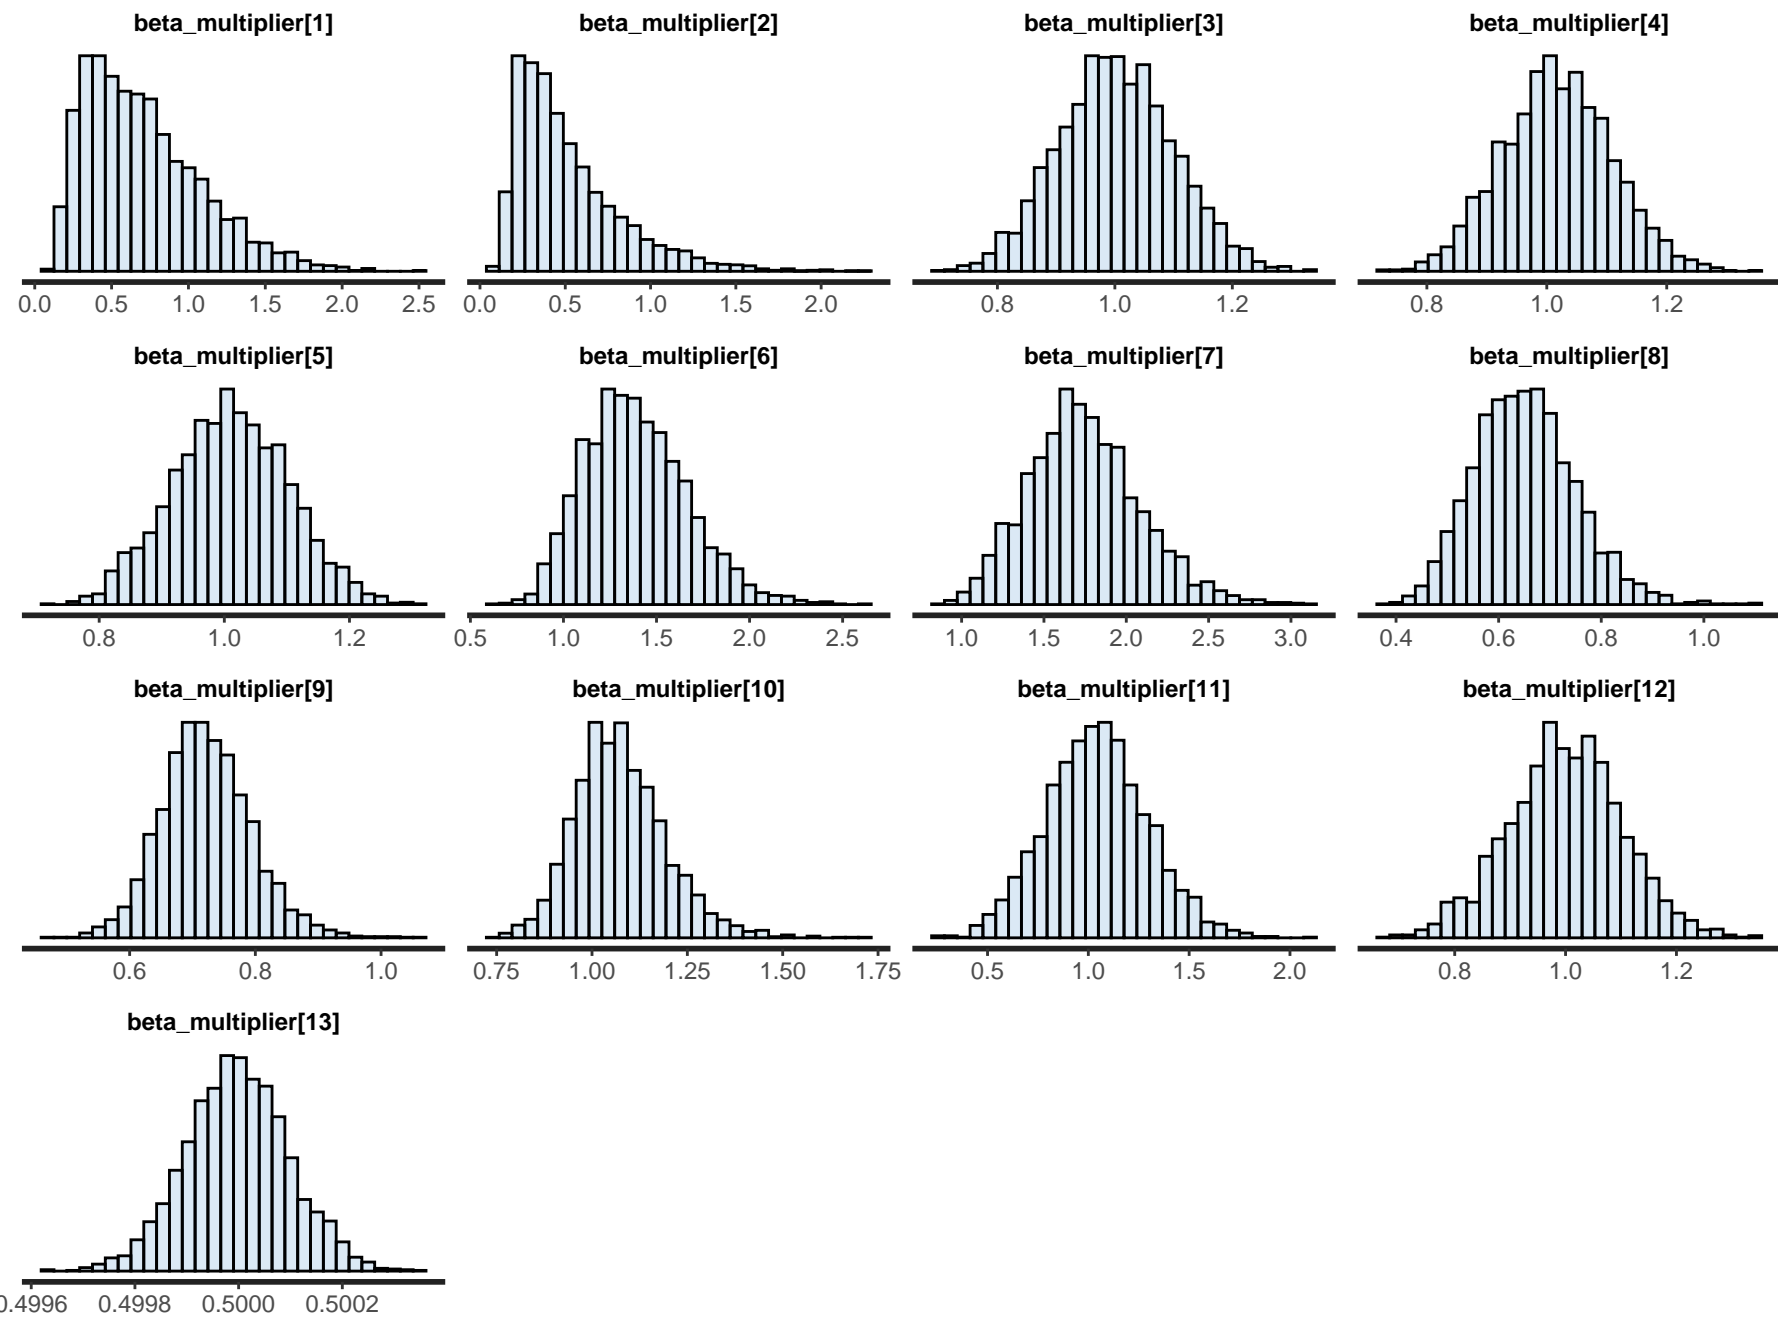 beta_multiplier[1] beta_multiplier[2] beta_multiplier[3] beta_multiplier[4]
0.0 0.5 1.0 1.5 2.0 2.5 0.0 0.5 1.0 1.5 2.0 0.8 1.0 1.2 0.8 1.0 1.2
beta_multiplier[5] beta_multiplier[6] beta_multiplier[7] beta_multiplier[8]
0.8 1.0 1.2 0.5 1.0 1.5 2.0 2.5 1.0 1.5 2.0 2.5 3.0 0.4 0.6 0.8 1.0
beta_multiplier[9] beta_multiplier[10] beta_multiplier[11] beta_multiplier[12]
0.6 0.8 1.0 0.75 1.00 1.25 1.50 1.75 0.5 1.0 1.5 2.0 0.8 1.0 1.2
beta_multiplier[13]
0.4996 0.4998 0.5000 0.5002